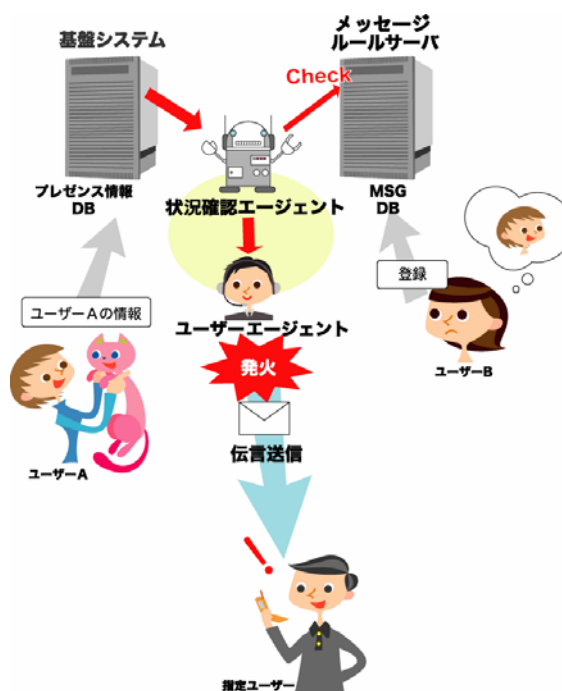 基盤システム
メッセージ
ルールサーバ
Check
プレゼンス情報
DB
状況確認エージェント
MSG
DB
登録
ユーザーAの情報
ユーザーエージェント
ユーザーB
発火
伝言送信
ユーザーA
指定ユーザー